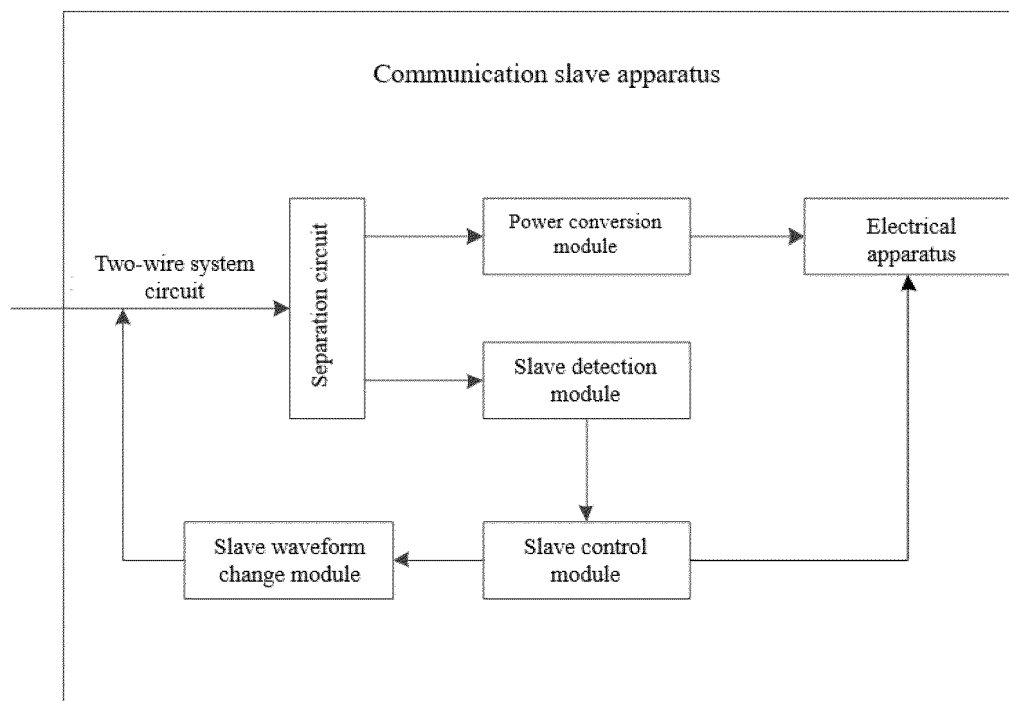 Communication slave apparatus
Two-wire system
circuit
Separation circuit
Power conversion
module
Electrical
apparatus
Slave detection
module
Slave waveform
change module
Slave control
module